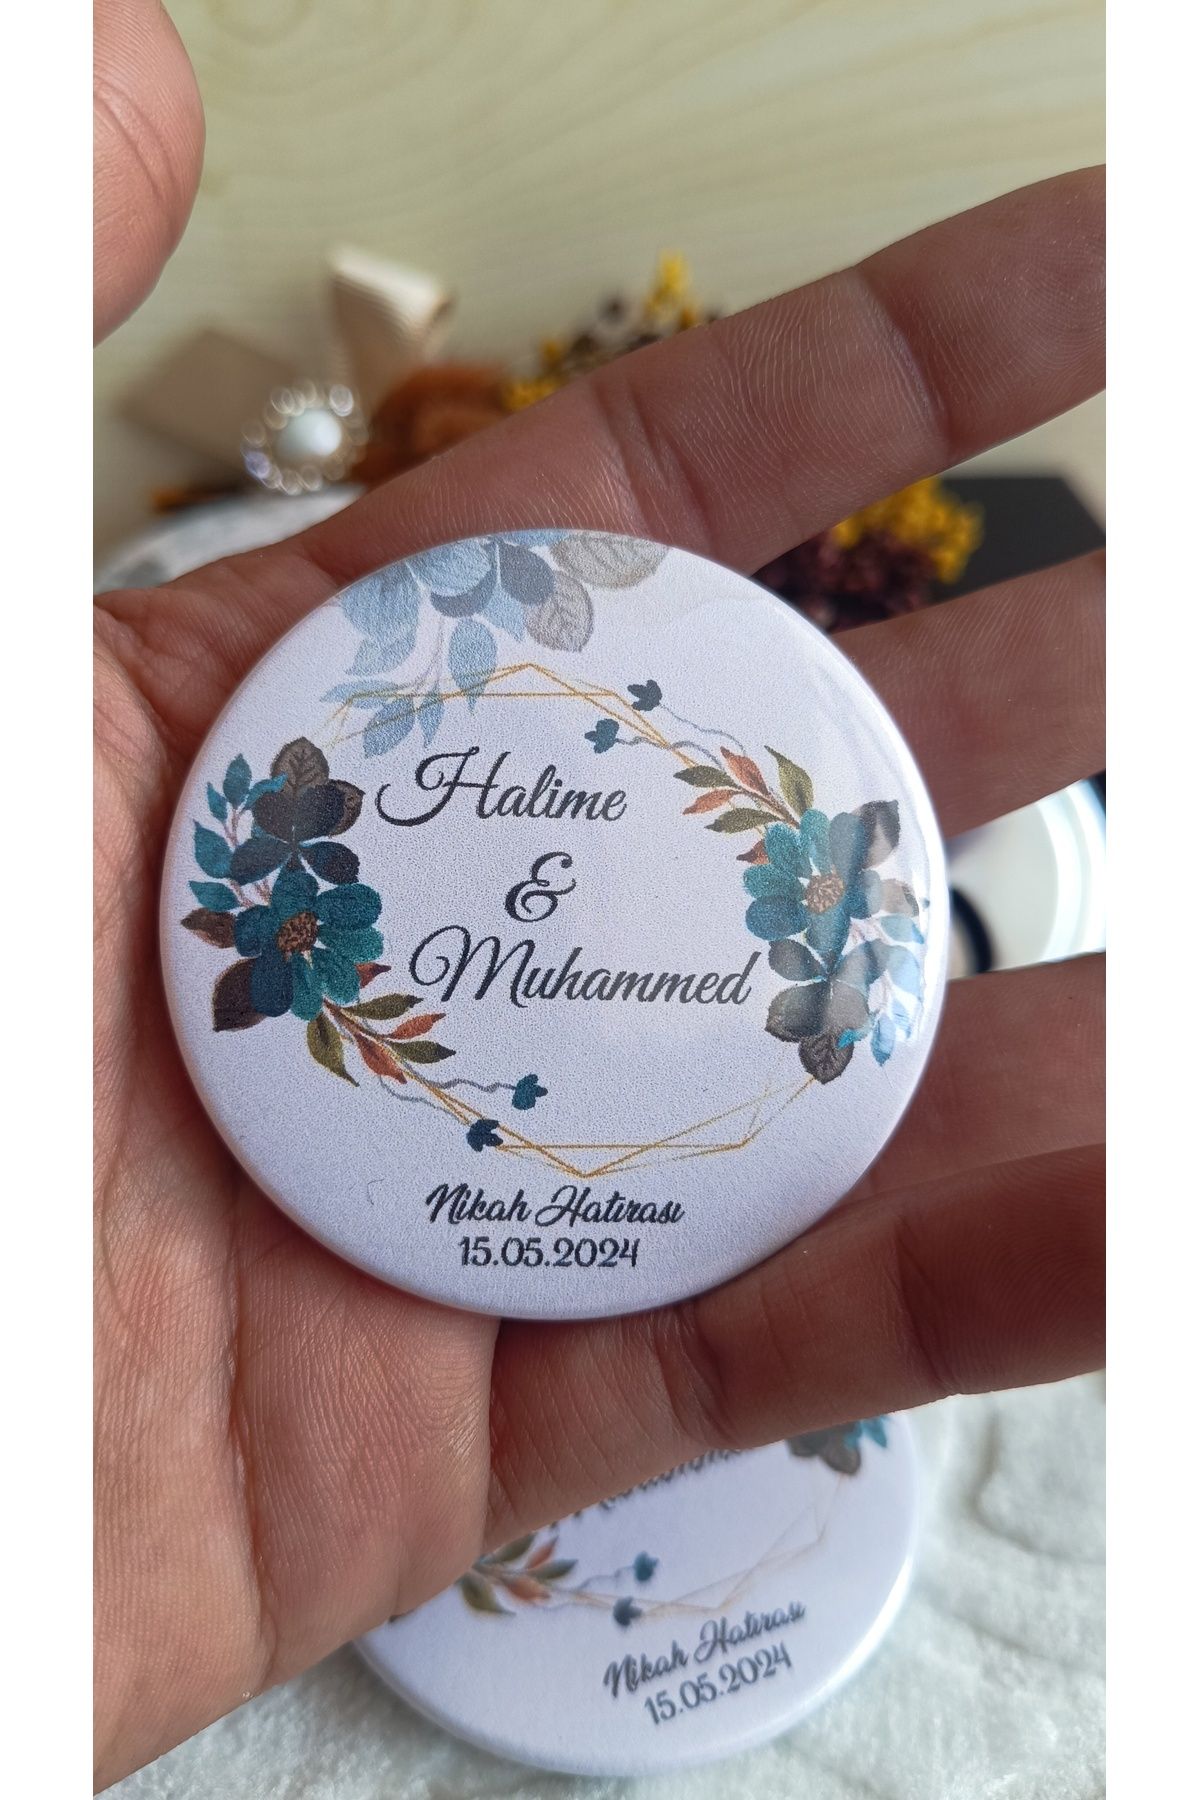 Halime
&
Muhammed
Nikah Hatırası
15.05.2024
Nikah Hatırası
15.05.2024